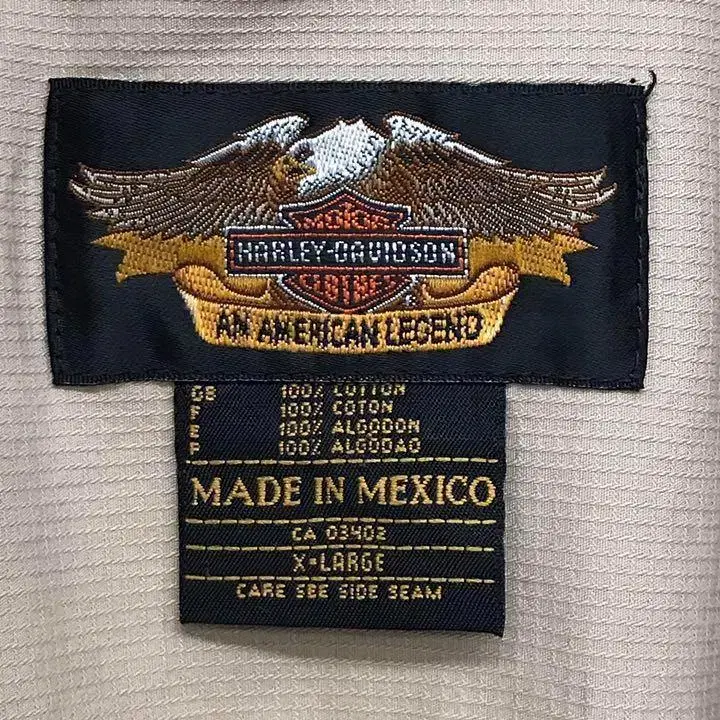 MOTOR
HARLEY-DAVIDSON
CYCLES
AN AMERICAN LEGEND
GB 100% COTTON
F 100% COTON
E 100% ALGODON
P 100% ALGODAO
MADE IN MEXICO
CA 03402
X-LARGE
CARE SEE SIDE SEAM